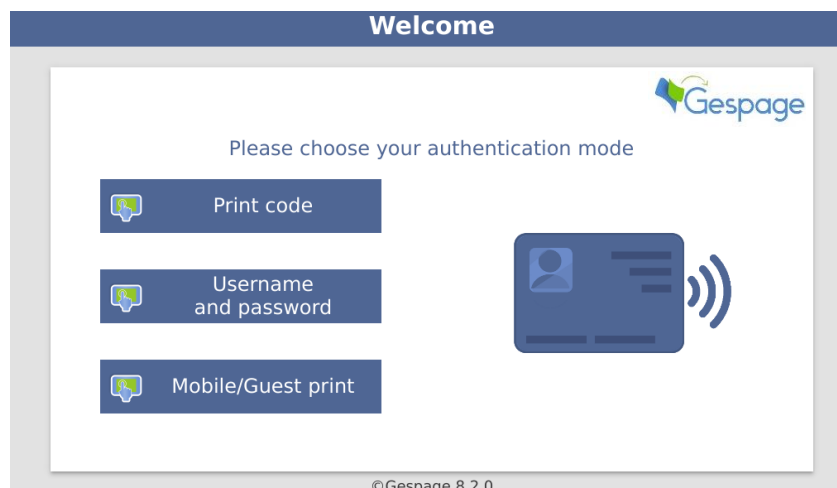 Welcome
Gespage
Please choose your authentication mode
Print code
Username
and password
Mobile/Guest print
©Gespage 8.2.0